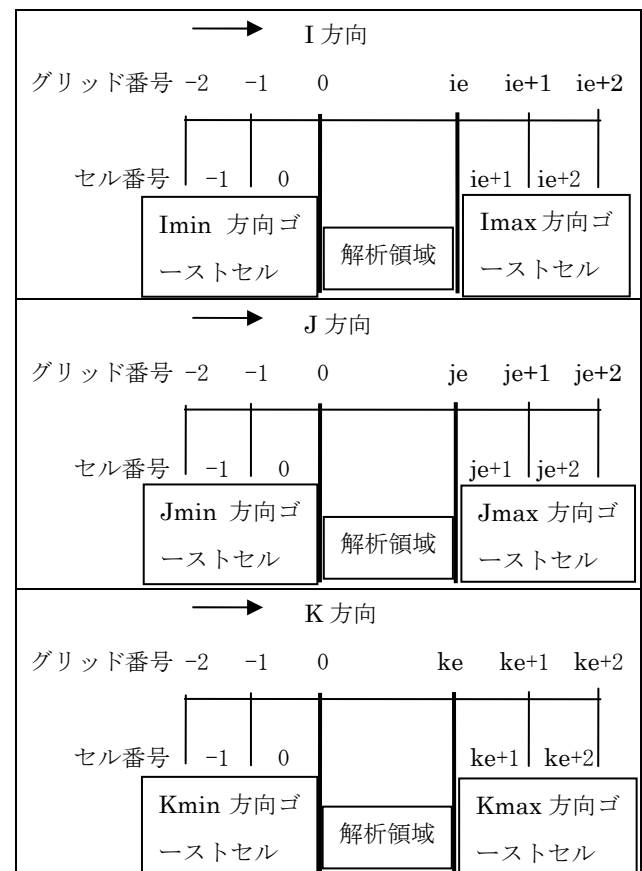 I 方向
グリッド番号 -2 -1 0 ie ie+1 ie+2
セル番号 -1 0 ie+1 ie+2
Imin 方向ゴ
ーストセル
解析領域
Imax 方向ゴ
ーストセル
J 方向
グリッド番号 -2 -1 0 je je+1 je+2
セル番号 -1 0 je+1 je+2
Jmin 方向ゴ
ーストセル
解析領域
Jmax 方向ゴ
ーストセル
K 方向
グリッド番号 -2 -1 0 ke ke+1 ke+2
セル番号 -1 0 ke+1 ke+2
Kmin 方向ゴ
ーストセル
解析領域
Kmax 方向ゴ
ーストセル